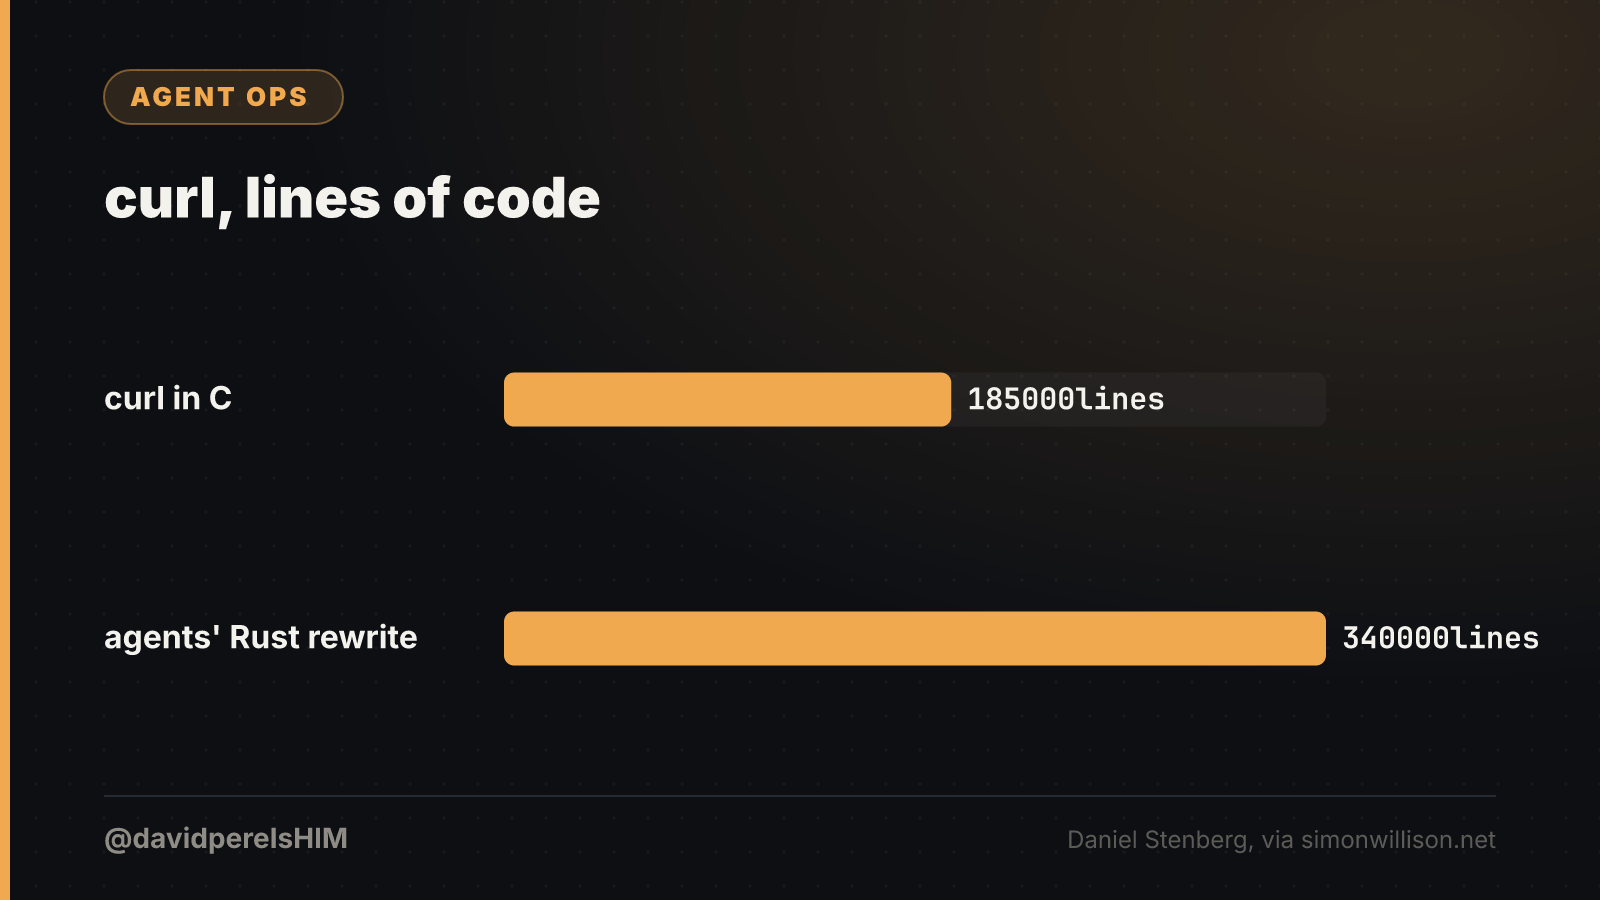 AGENT OPS
curl, lines of code
curl in C
185000lines
agents' Rust rewrite
340000lines
@davidperelsHIM
Daniel Stenberg, via simonwillison.net